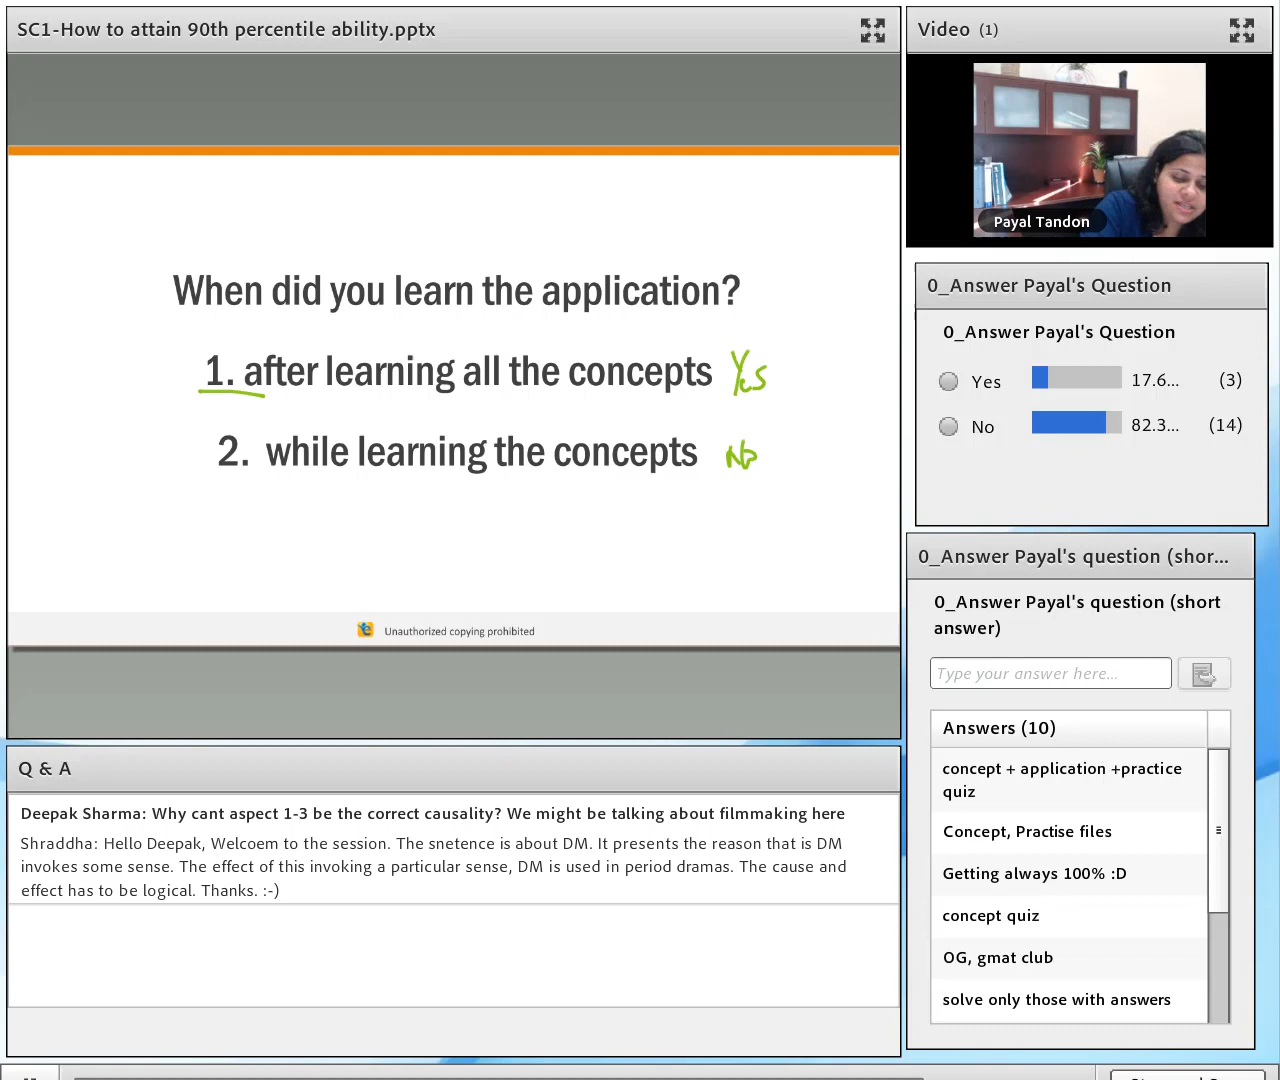 SC1-How to attain 90th percentile ability.pptx
When did you learn the application?
1. after learning all the concepts Yes
2. while learning the concepts No
Unauthorized copying prohibited
Q & A
Deepak Sharma: Why cant aspect 1-3 be the correct causality? We might be talking about filmmaking here
Shraddha: Hello Deepak, Welcoem to the session. The snetence is about DM. It presents the reason that is DM
invokes some sense. The effect of this invoking a particular sense, DM is used in period dramas. The cause and
effect has to be logical. Thanks. :-)
Video (1)
Payal Tandon
0_Answer Payal's Question
0_Answer Payal's Question
Yes 17.6... (3)
No 82.3... (14)
0_Answer Payal's question (shor...
0_Answer Payal's question (short
answer)
Type your answer here...
Answers (10)
concept + application +practice
quiz
Concept, Practise files
Getting always 100% :D
concept quiz
OG, gmat club
solve only those with answers